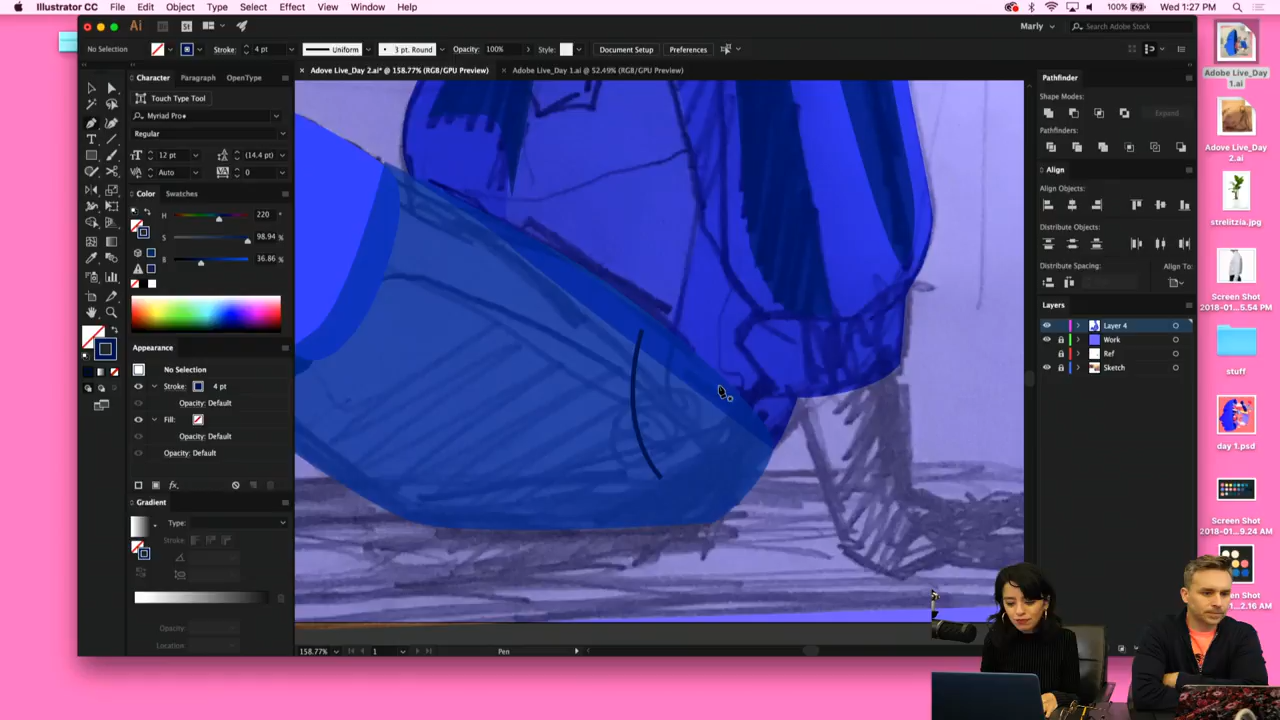 Illustrator CC File Edit Object Type Select Effect View Window Help 100% Wed 1:27 PM
Ai Br St Marly Search Adobe Stock
No Selection Stroke: 4 pt Uniform 3 pt. Round Opacity: 100% Style: Document Setup Preferences
Adove Live_Day 2.ai* @ 158.77% (RGB/GPU Preview) Adobe Live_Day 1.ai @ 52.49% (RGB/GPU Preview)
Character Paragraph OpenType
Touch Type Tool
Myriad Pro
Regular
12 pt (14.4 pt)
Auto 0
Color Swatches
H 220 °
S 98.94 %
B 36.86 %
Appearance
No Selection
Stroke: 4 pt
Opacity: Default
Fill:
Opacity: Default
Opacity: Default
fx
Gradient
Type:
Stroke:
Opacity:
Location:
158.77% 1 Pen
Pathfinder
Shape Modes:
Expand
Pathfinders:
Align
Align Objects:
Distribute Objects:
Distribute Spacing: Align To:
Layers
Layer 4
Work
Ref
Sketch
Adobe Live_Day
1.ai
Adove Live_Day
2.ai
strelitzia.jpg
Screen Shot
2018-01...5.54 PM
stuff
day 1.psd
Screen Shot
2018-01...9.24 AM
Screen Shot